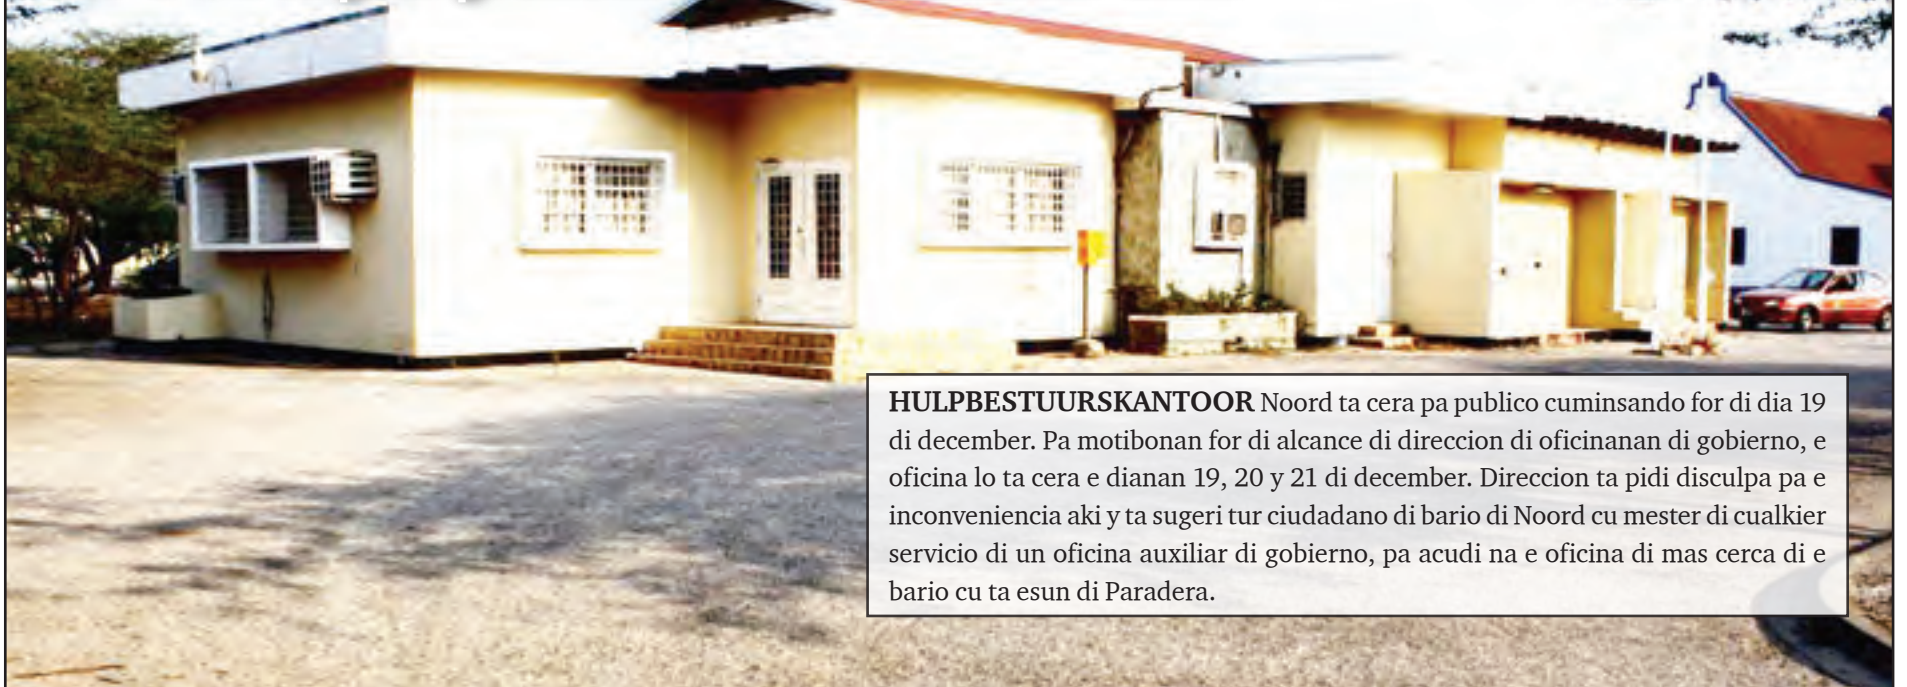 HULPBESTUURSKANTOOR Noord ta cera pa publico cuminsando for di dia 19
di december. Pa motibonan for di alcance di direccion di oficinanan di gobierno, e
oficina lo ta cera e dianan 19, 20 y 21 di december. Direccion ta pidi disculpa pa e
inconveniencia aki y ta sugeri tur ciudadano di bario di Noord cu mester di cualkier
servicio di un oficina auxiliar di gobierno, pa acudi na e oficina di mas cerca di e
bario cu ta esun di Paradera.